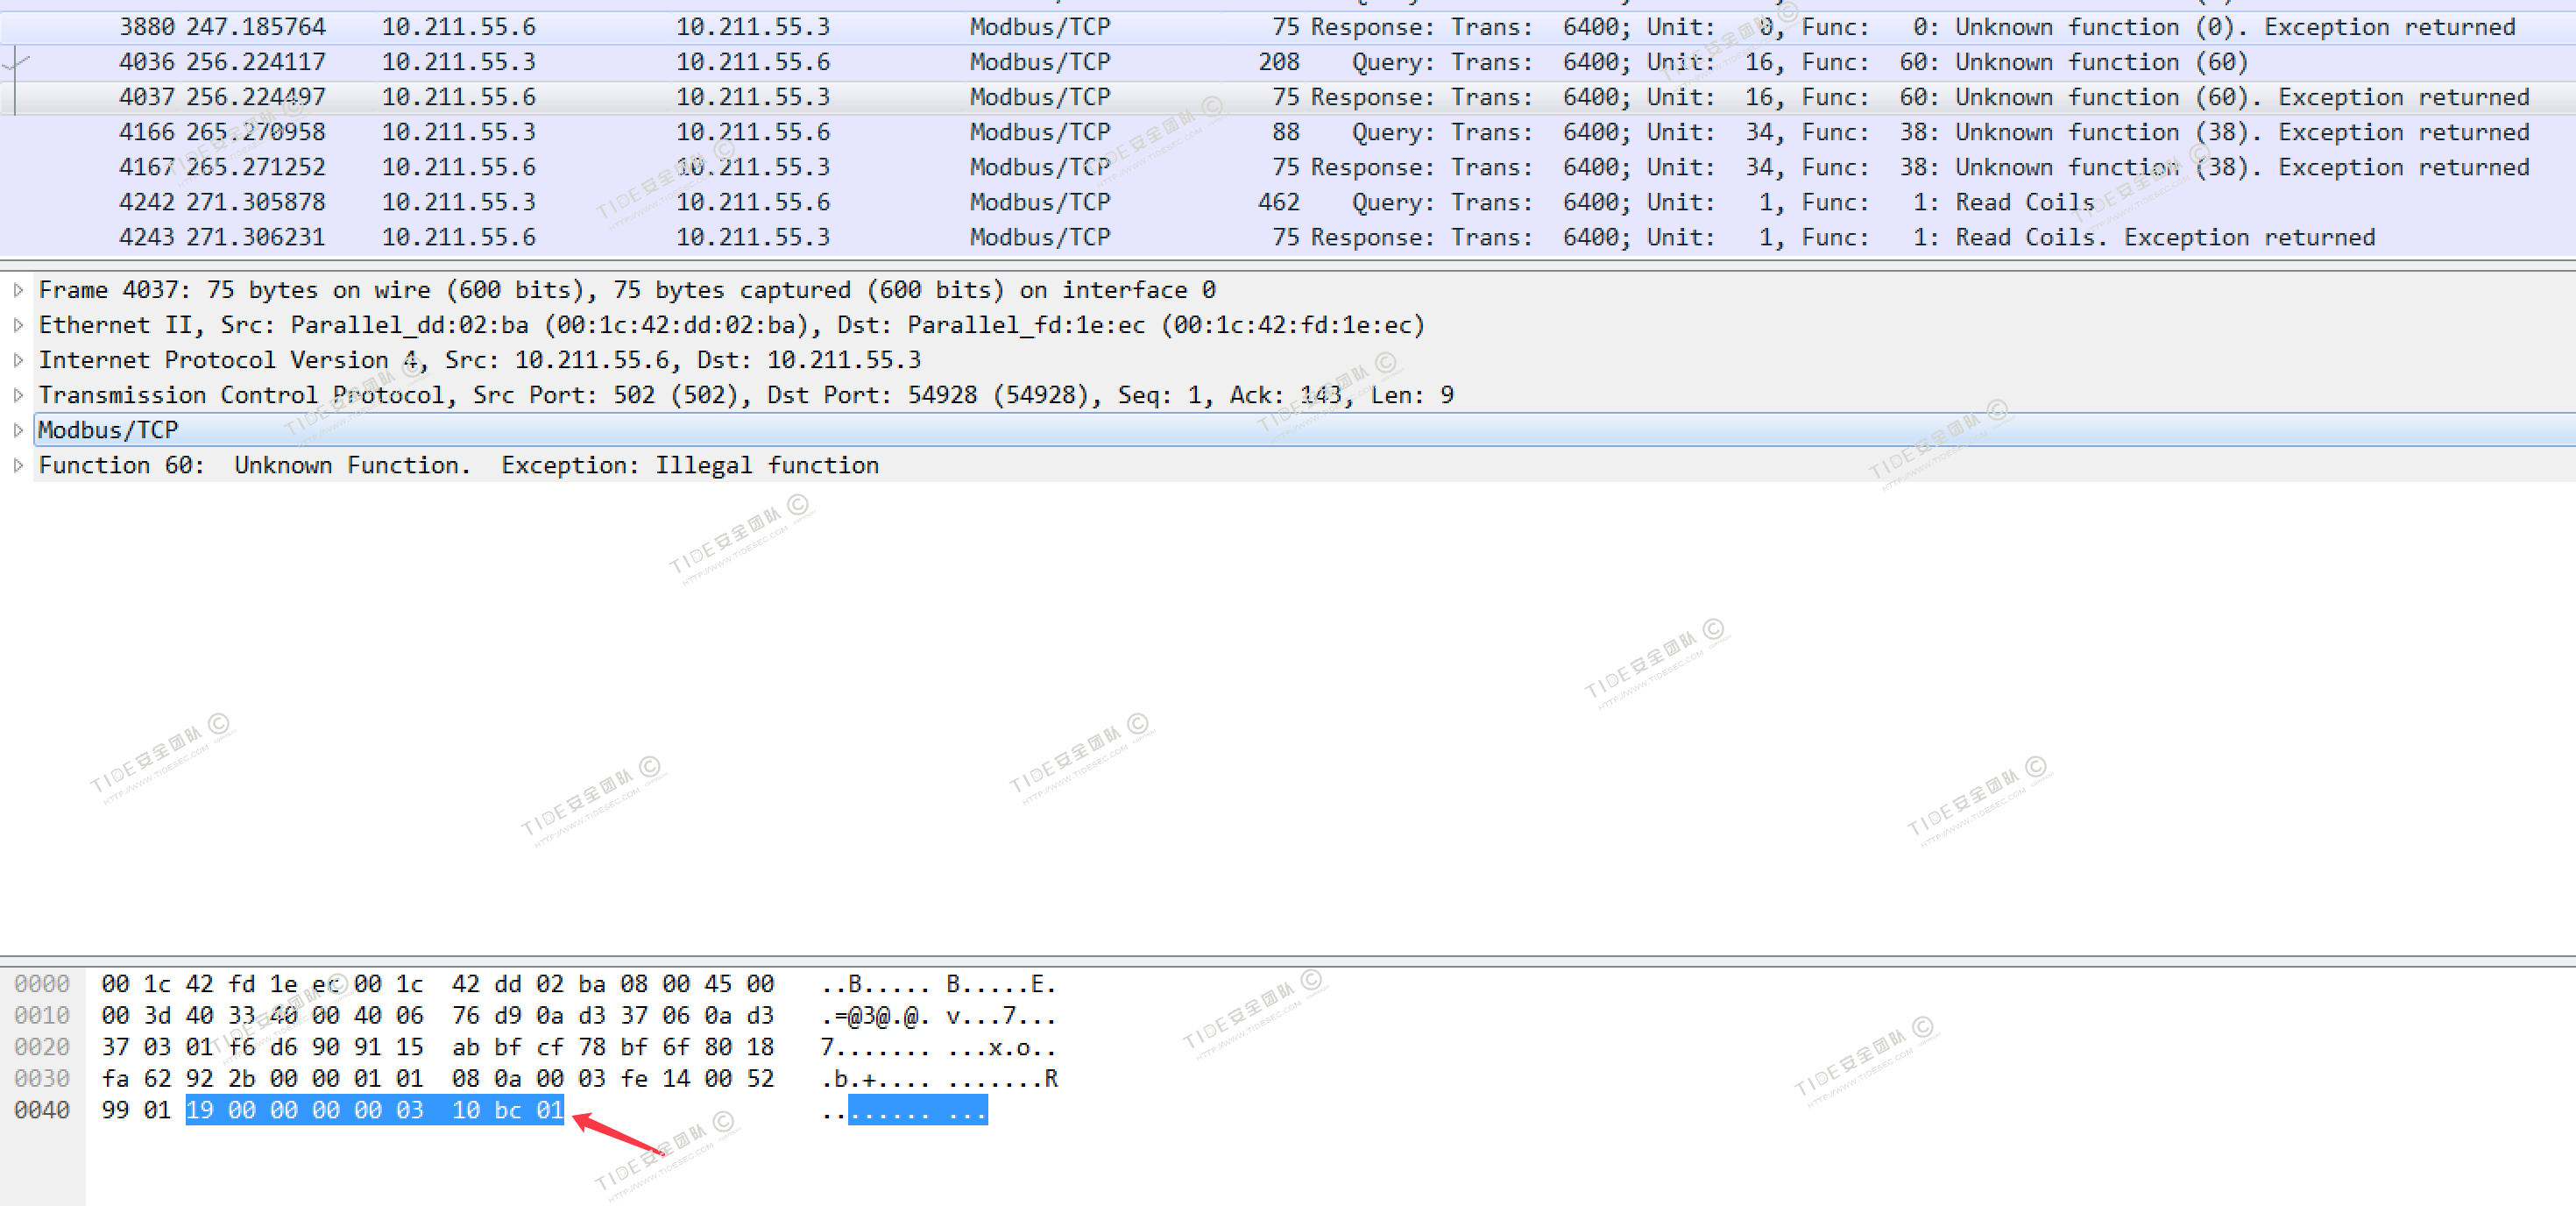 3880 247.185764 10.211.55.6 10.211.55.3 Modbus/TCP 75 Response: Trans: 6400; Unit: 0, Func: 0: Unknown function (0). Exception returned
4036 256.224117 10.211.55.3 10.211.55.6 Modbus/TCP 208 Query: Trans: 6400; Unit: 16, Func: 60: Unknown function (60)
4037 256.224497 10.211.55.6 10.211.55.3 Modbus/TCP 75 Response: Trans: 6400; Unit: 16, Func: 60: Unknown function (60). Exception returned
4166 265.270958 10.211.55.3 10.211.55.6 Modbus/TCP 88 Query: Trans: 6400; Unit: 34, Func: 38: Unknown function (38). Exception returned
4167 265.271252 10.211.55.6 10.211.55.3 Modbus/TCP 75 Response: Trans: 6400; Unit: 34, Func: 38: Unknown function (38). Exception returned
4242 271.305878 10.211.55.3 10.211.55.6 Modbus/TCP 462 Query: Trans: 6400; Unit: 1, Func: 1: Read Coils
4243 271.306231 10.211.55.6 10.211.55.3 Modbus/TCP 75 Response: Trans: 6400; Unit: 1, Func: 1: Read Coils. Exception returned
Frame 4037: 75 bytes on wire (600 bits), 75 bytes captured (600 bits) on interface 0
Ethernet II, Src: Parallel_dd:02:ba (00:1c:42:dd:02:ba), Dst: Parallel_fd:1e:ec (00:1c:42:fd:1e:ec)
Internet Protocol Version 4, Src: 10.211.55.6, Dst: 10.211.55.3
Transmission Control Protocol, Src Port: 502 (502), Dst Port: 54928 (54928), Seq: 1, Ack: 143, Len: 9
Modbus/TCP
Function 60: Unknown Function. Exception: Illegal function
0000 00 1c 42 fd 1e ec 00 1c 42 dd 02 ba 08 00 45 00 ..B..... B.....E.
0010 00 3d 40 33 40 00 40 06 76 d9 0a d3 37 06 0a d3 .=@3@.@. v...7...
0020 37 03 01 f6 d6 90 91 15 ab bf cf 78 bf 6f 80 18 7....... ...x.o..
0030 fa 62 92 2b 00 00 01 01 08 0a 00 03 fe 14 00 52 .b.+.... .......R
0040 99 01 19 00 00 00 00 03 10 bc 01 ........ ...
TIDE安全团队 ©
HTTP://WWW.TIDESEC.COM